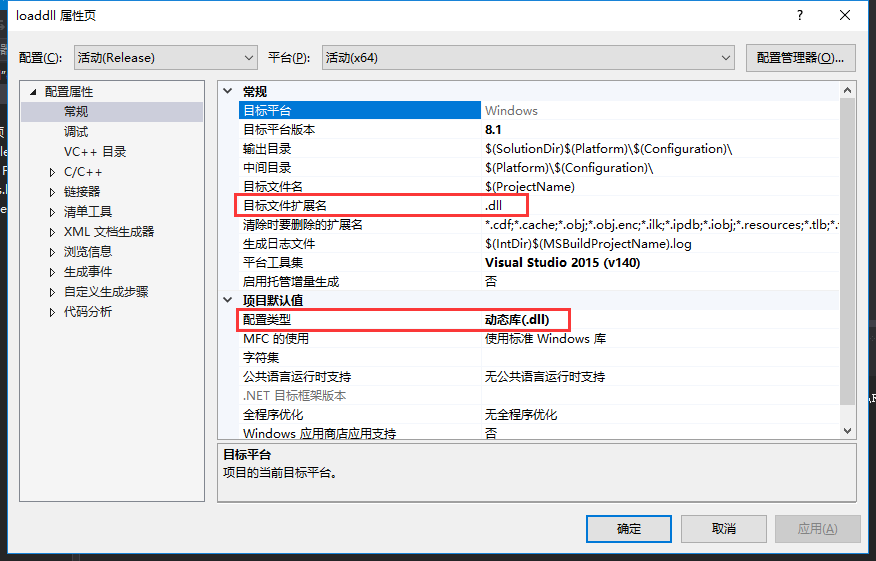 loaddll 属性页
?
配置(C): 活动(Release) 平台(P): 活动(x64) 配置管理器(O)...
配置属性
常规
调试
VC++ 目录
C/C++
链接器
清单工具
XML 文档生成器
浏览信息
生成事件
自定义生成步骤
代码分析
常规
目标平台 Windows
目标平台版本 8.1
输出目录 $(SolutionDir)$(Platform)\$(Configuration)\
中间目录 $(Platform)\$(Configuration)\
目标文件名 $(ProjectName)
目标文件扩展名 .dll
清除时要删除的扩展名 *.cdf;*.cache;*.obj;*.obj.enc;*.ilk;*.ipdb;*.iobj;*.resources;*.tlb;*.
生成日志文件 $(IntDir)$(MSBuildProjectName).log
平台工具集 Visual Studio 2015 (v140)
启用托管增量生成 否
项目默认值
配置类型 动态库(.dll)
MFC 的使用 使用标准 Windows 库
字符集
公共语言运行时支持 无公共语言运行时支持
.NET 目标框架版本
全程序优化 无全程序优化
Windows 应用商店应用支持 否
目标平台
项目的当前目标平台。
确定 取消 应用(A)